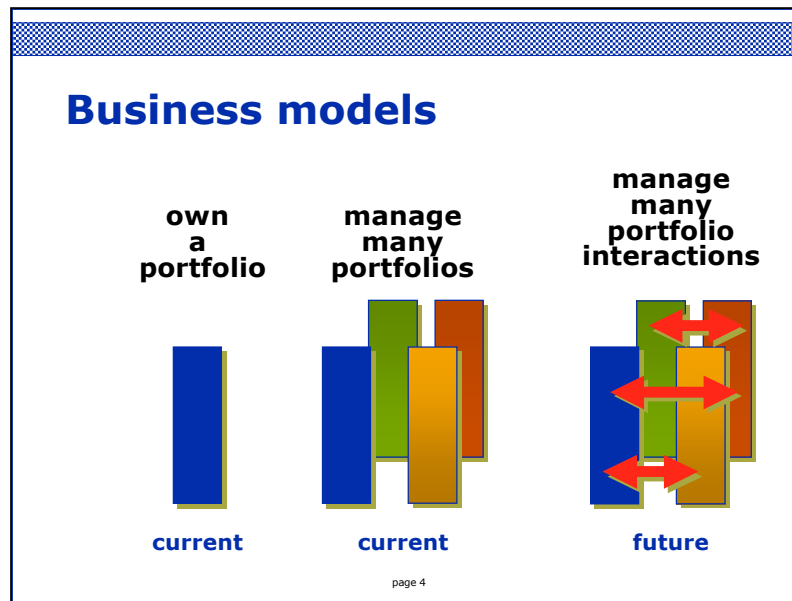 Business models
own
a
portfolio
manage
many
portfolios
manage
many
portfolio
interactions
current
current
future
page 4